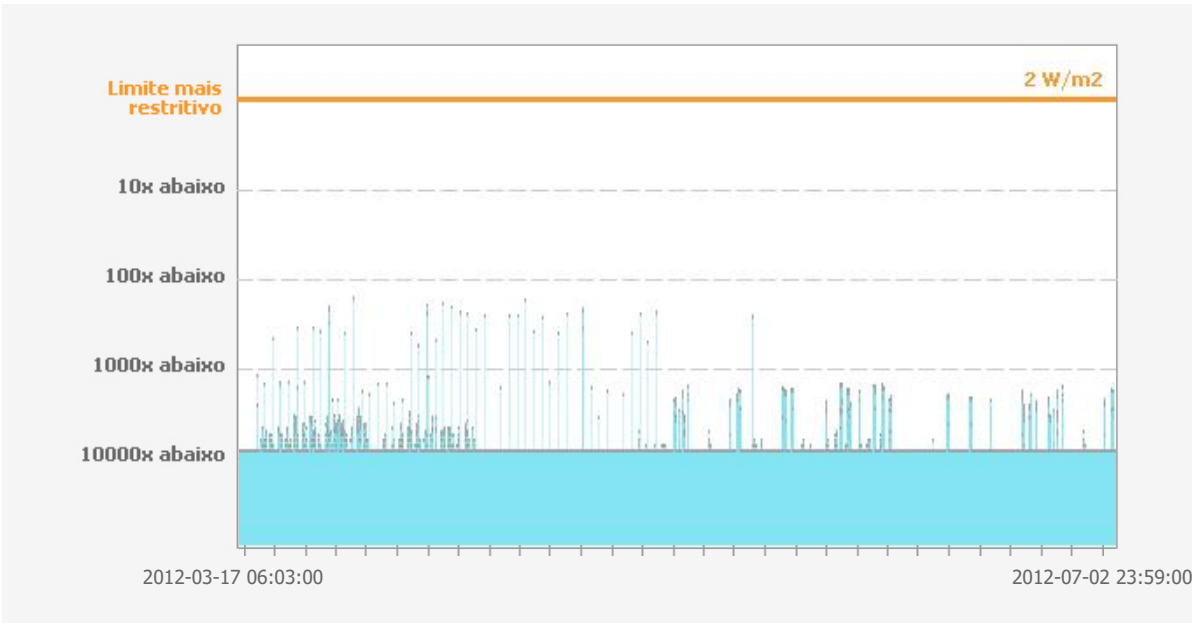 2 W/m2
Limite mais
restritivo
10x abaixo
100x abaixo
1000x abaixo
10000x abaixo
2012-03-17 06:03:00
2012-07-02 23:59:00